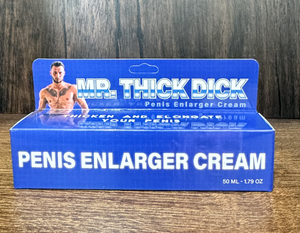 MR. THICK DICK
Penis Enlarger Cream
THICKEN AND ELONGATE
YOUR PENIS
PENIS ENLARGER CREAM
50 ML - 1.79 OZ